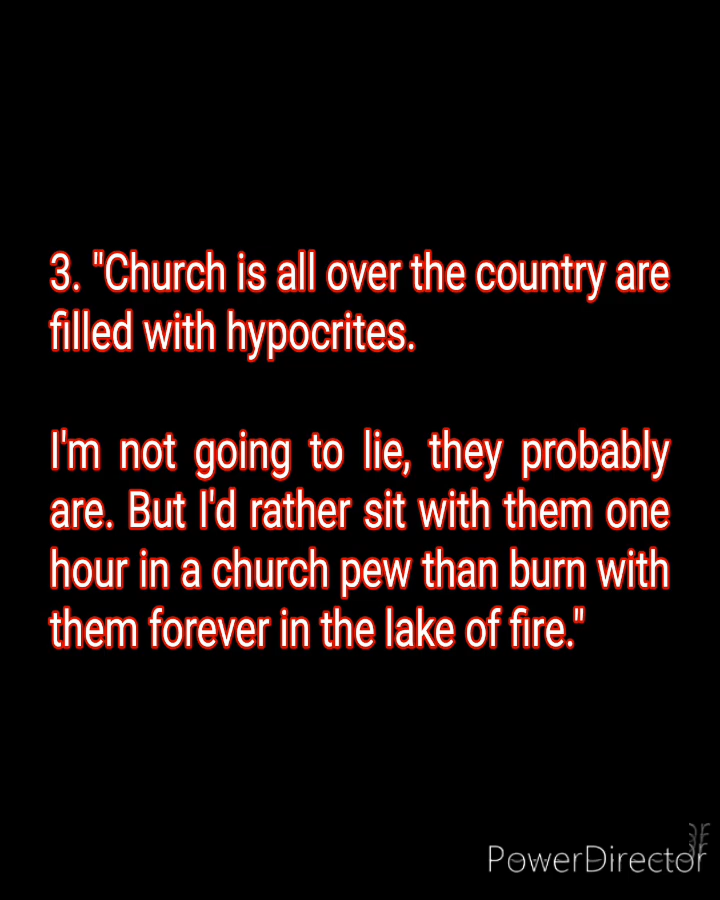 3. "Church is all over the country are
filled with hypocrites.
I'm not going to lie, they probably
are. But I'd rather sit with them one
hour in a church pew than burn with
them forever in the lake of fire."
PowerDirector